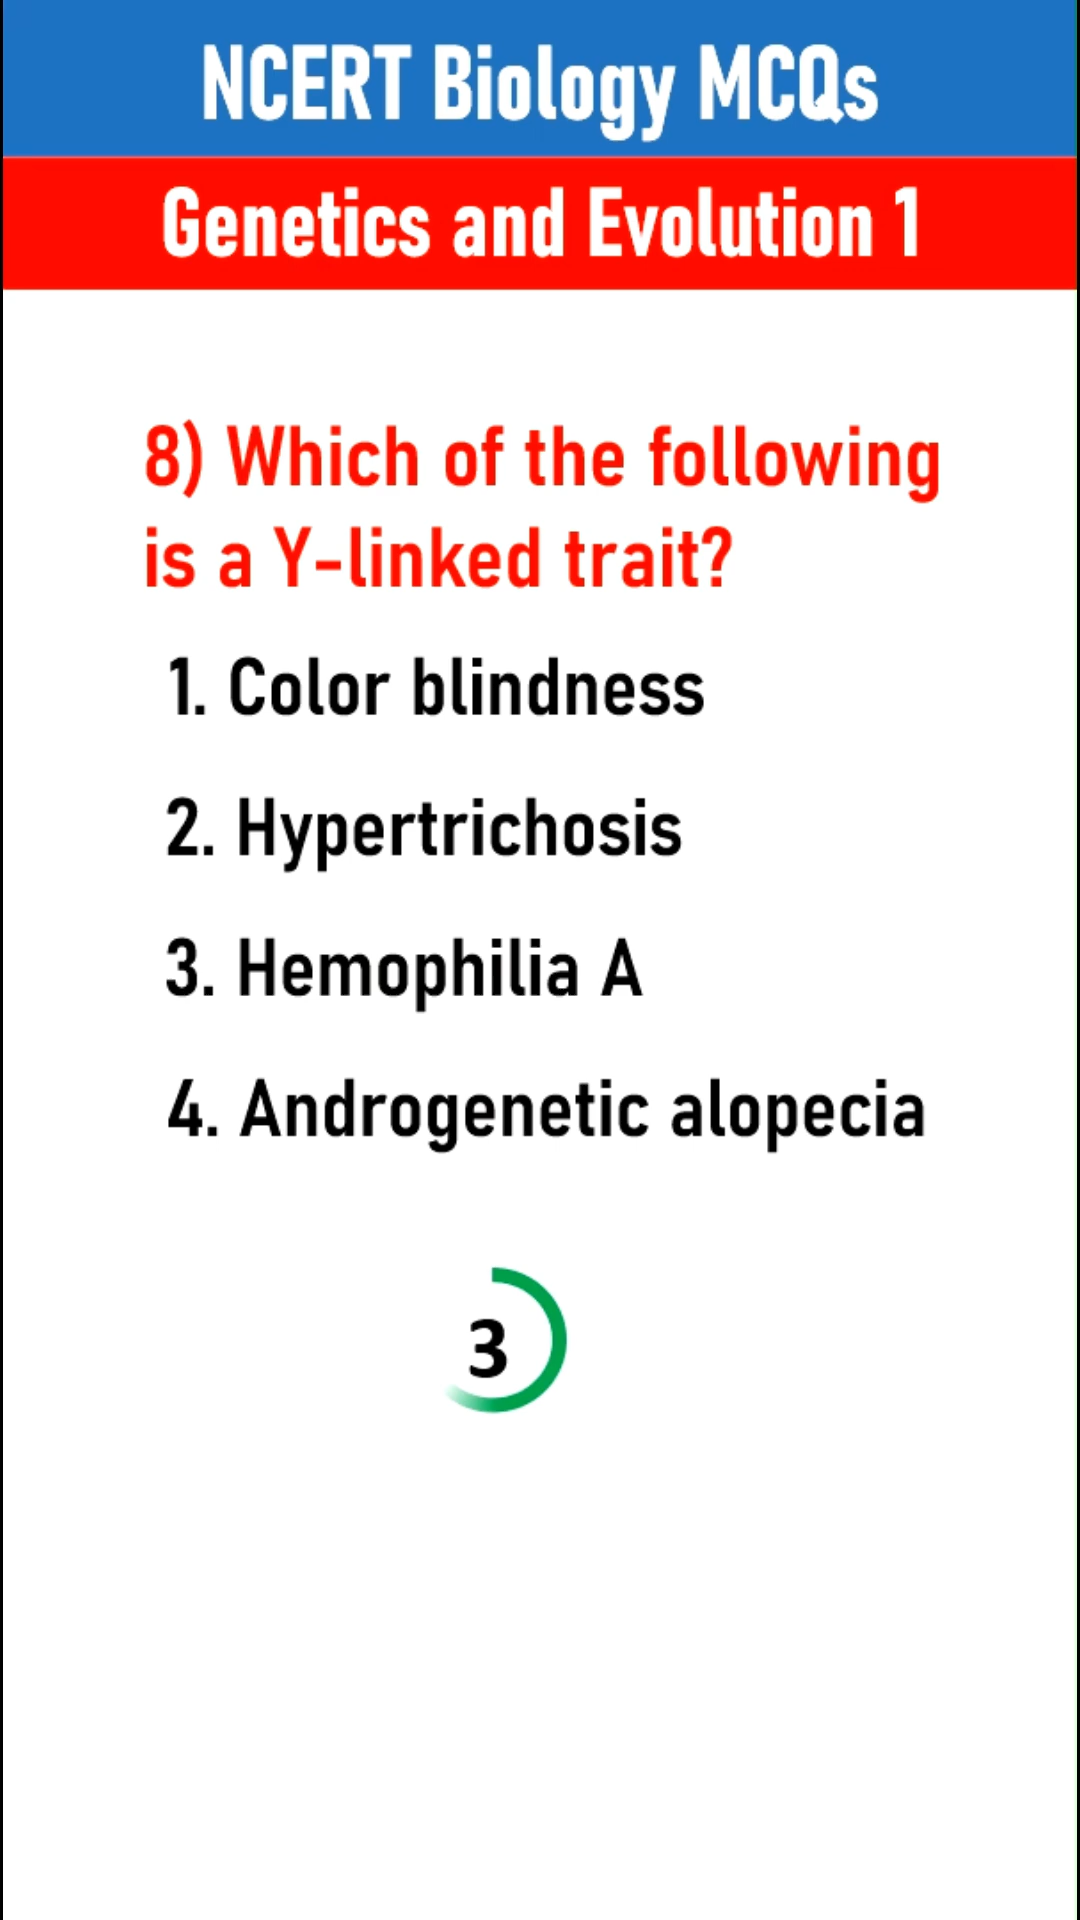 NCERT Biology MCQs
Genetics and Evolution 1
8) Which of the following
is a Y-linked trait?
1. Color blindness
2. Hypertrichosis
3. Hemophilia A
4. Androgenetic alopecia
3